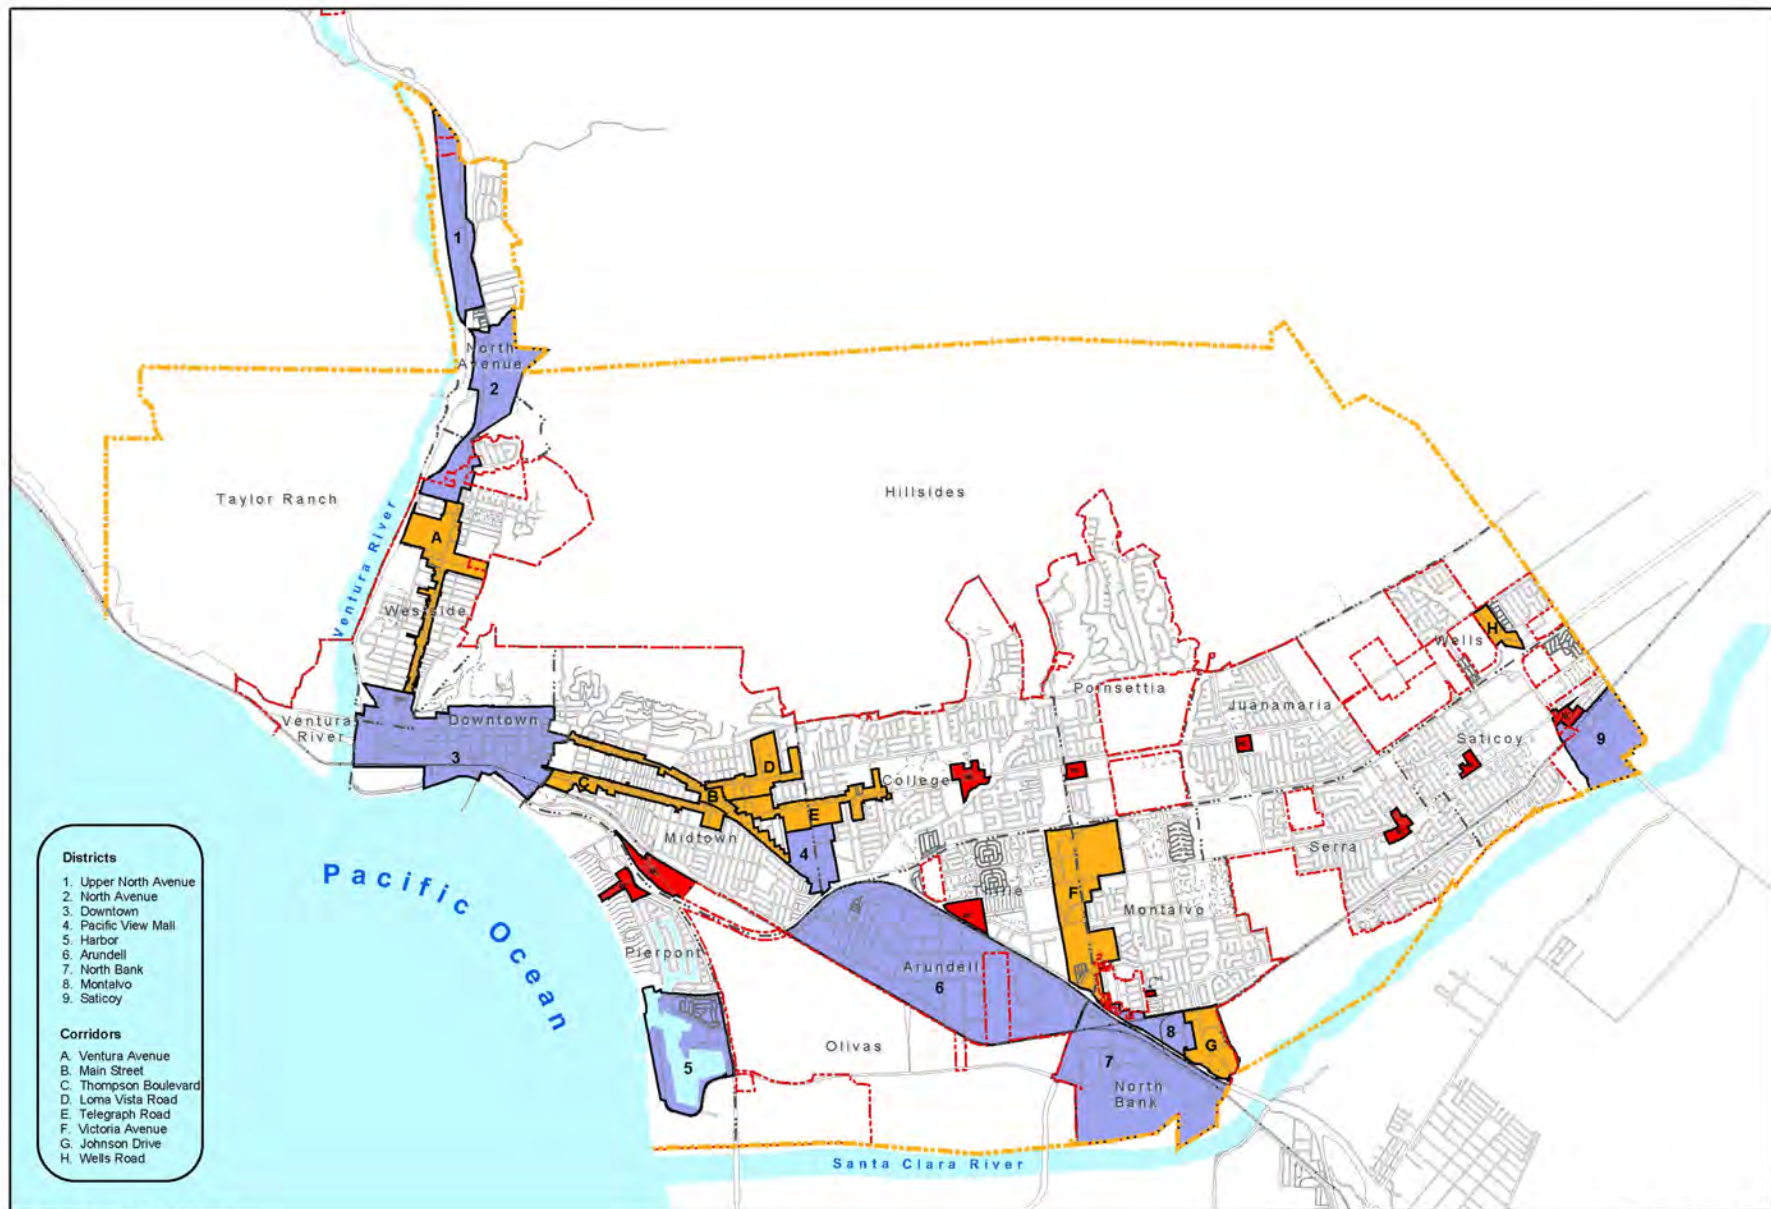 1
North
Avenue
2
Taylor Ranch
Hillsides
Ventura River
A
Westside
H
Wells
Poinsettia
Juanamaria
Ventura
River
Downtown
3
Saticoy
9
D
College
C
B
E
Midtown
4
Serra
Pacific Ocean
Thille
F
Montalvo
Pierpont
Arundell
6
Olivas
8
G
5
7
North
Bank
Santa Clara River
Districts
1. Upper North Avenue
2. North Avenue
3. Downtown
4. Pacific View Mall
5. Harbor
6. Arundell
7. North Bank
8. Montalvo
9. Saticoy
Corridors
A. Ventura Avenue
B. Main Street
C. Thompson Boulevard
D. Loma Vista Road
E. Telegraph Road
F. Victoria Avenue
G. Johnson Drive
H. Wells Road